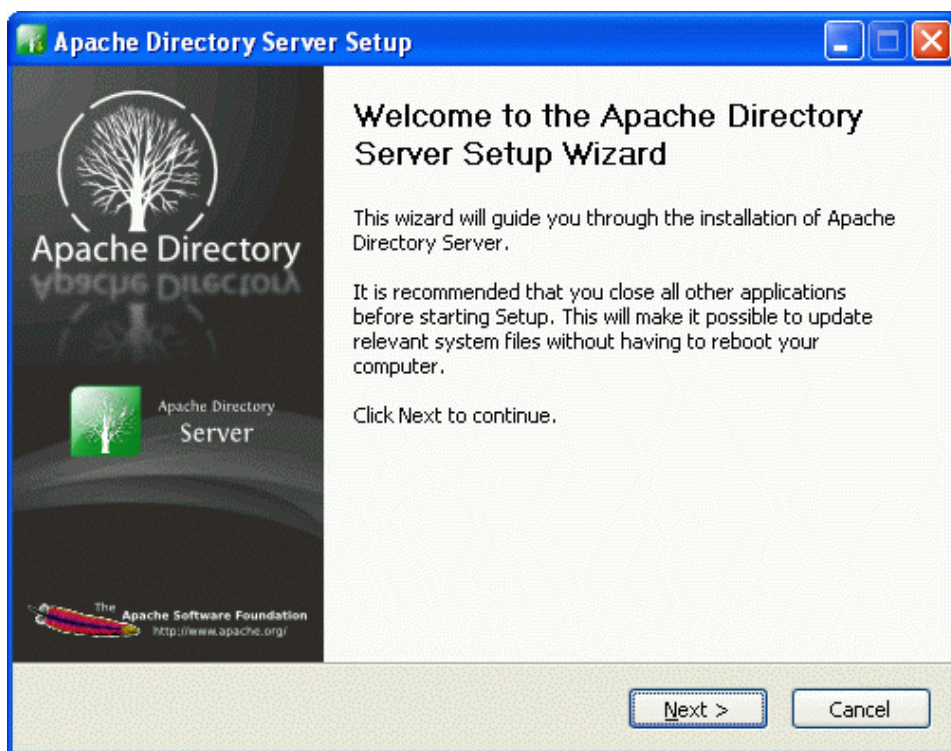 Apache Directory Server Setup
Apache Directory
Apache Directory
Apache Directory
Server
The
Apache Software Foundation
http://www.apache.org/
Welcome to the Apache Directory
Server Setup Wizard
This wizard will guide you through the installation of Apache
Directory Server.
It is recommended that you close all other applications
before starting Setup. This will make it possible to update
relevant system files without having to reboot your
computer.
Click Next to continue.
Next >
Cancel